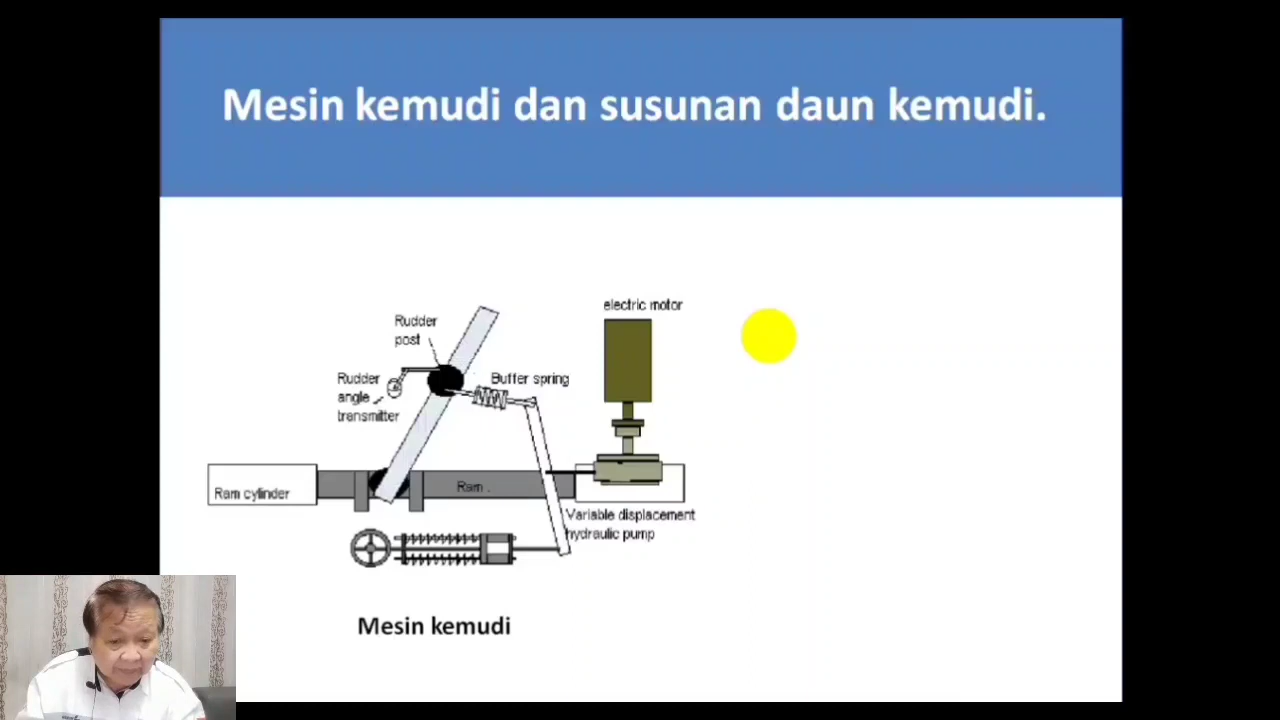 Mesin kemudi dan susunan daun kemudi.
electric motor
Rudder
post
Rudder
angle
transmitter
Buffer spring
Ram cylinder
Ram .
Variable displacement
hydraulic pump
Mesin kemudi